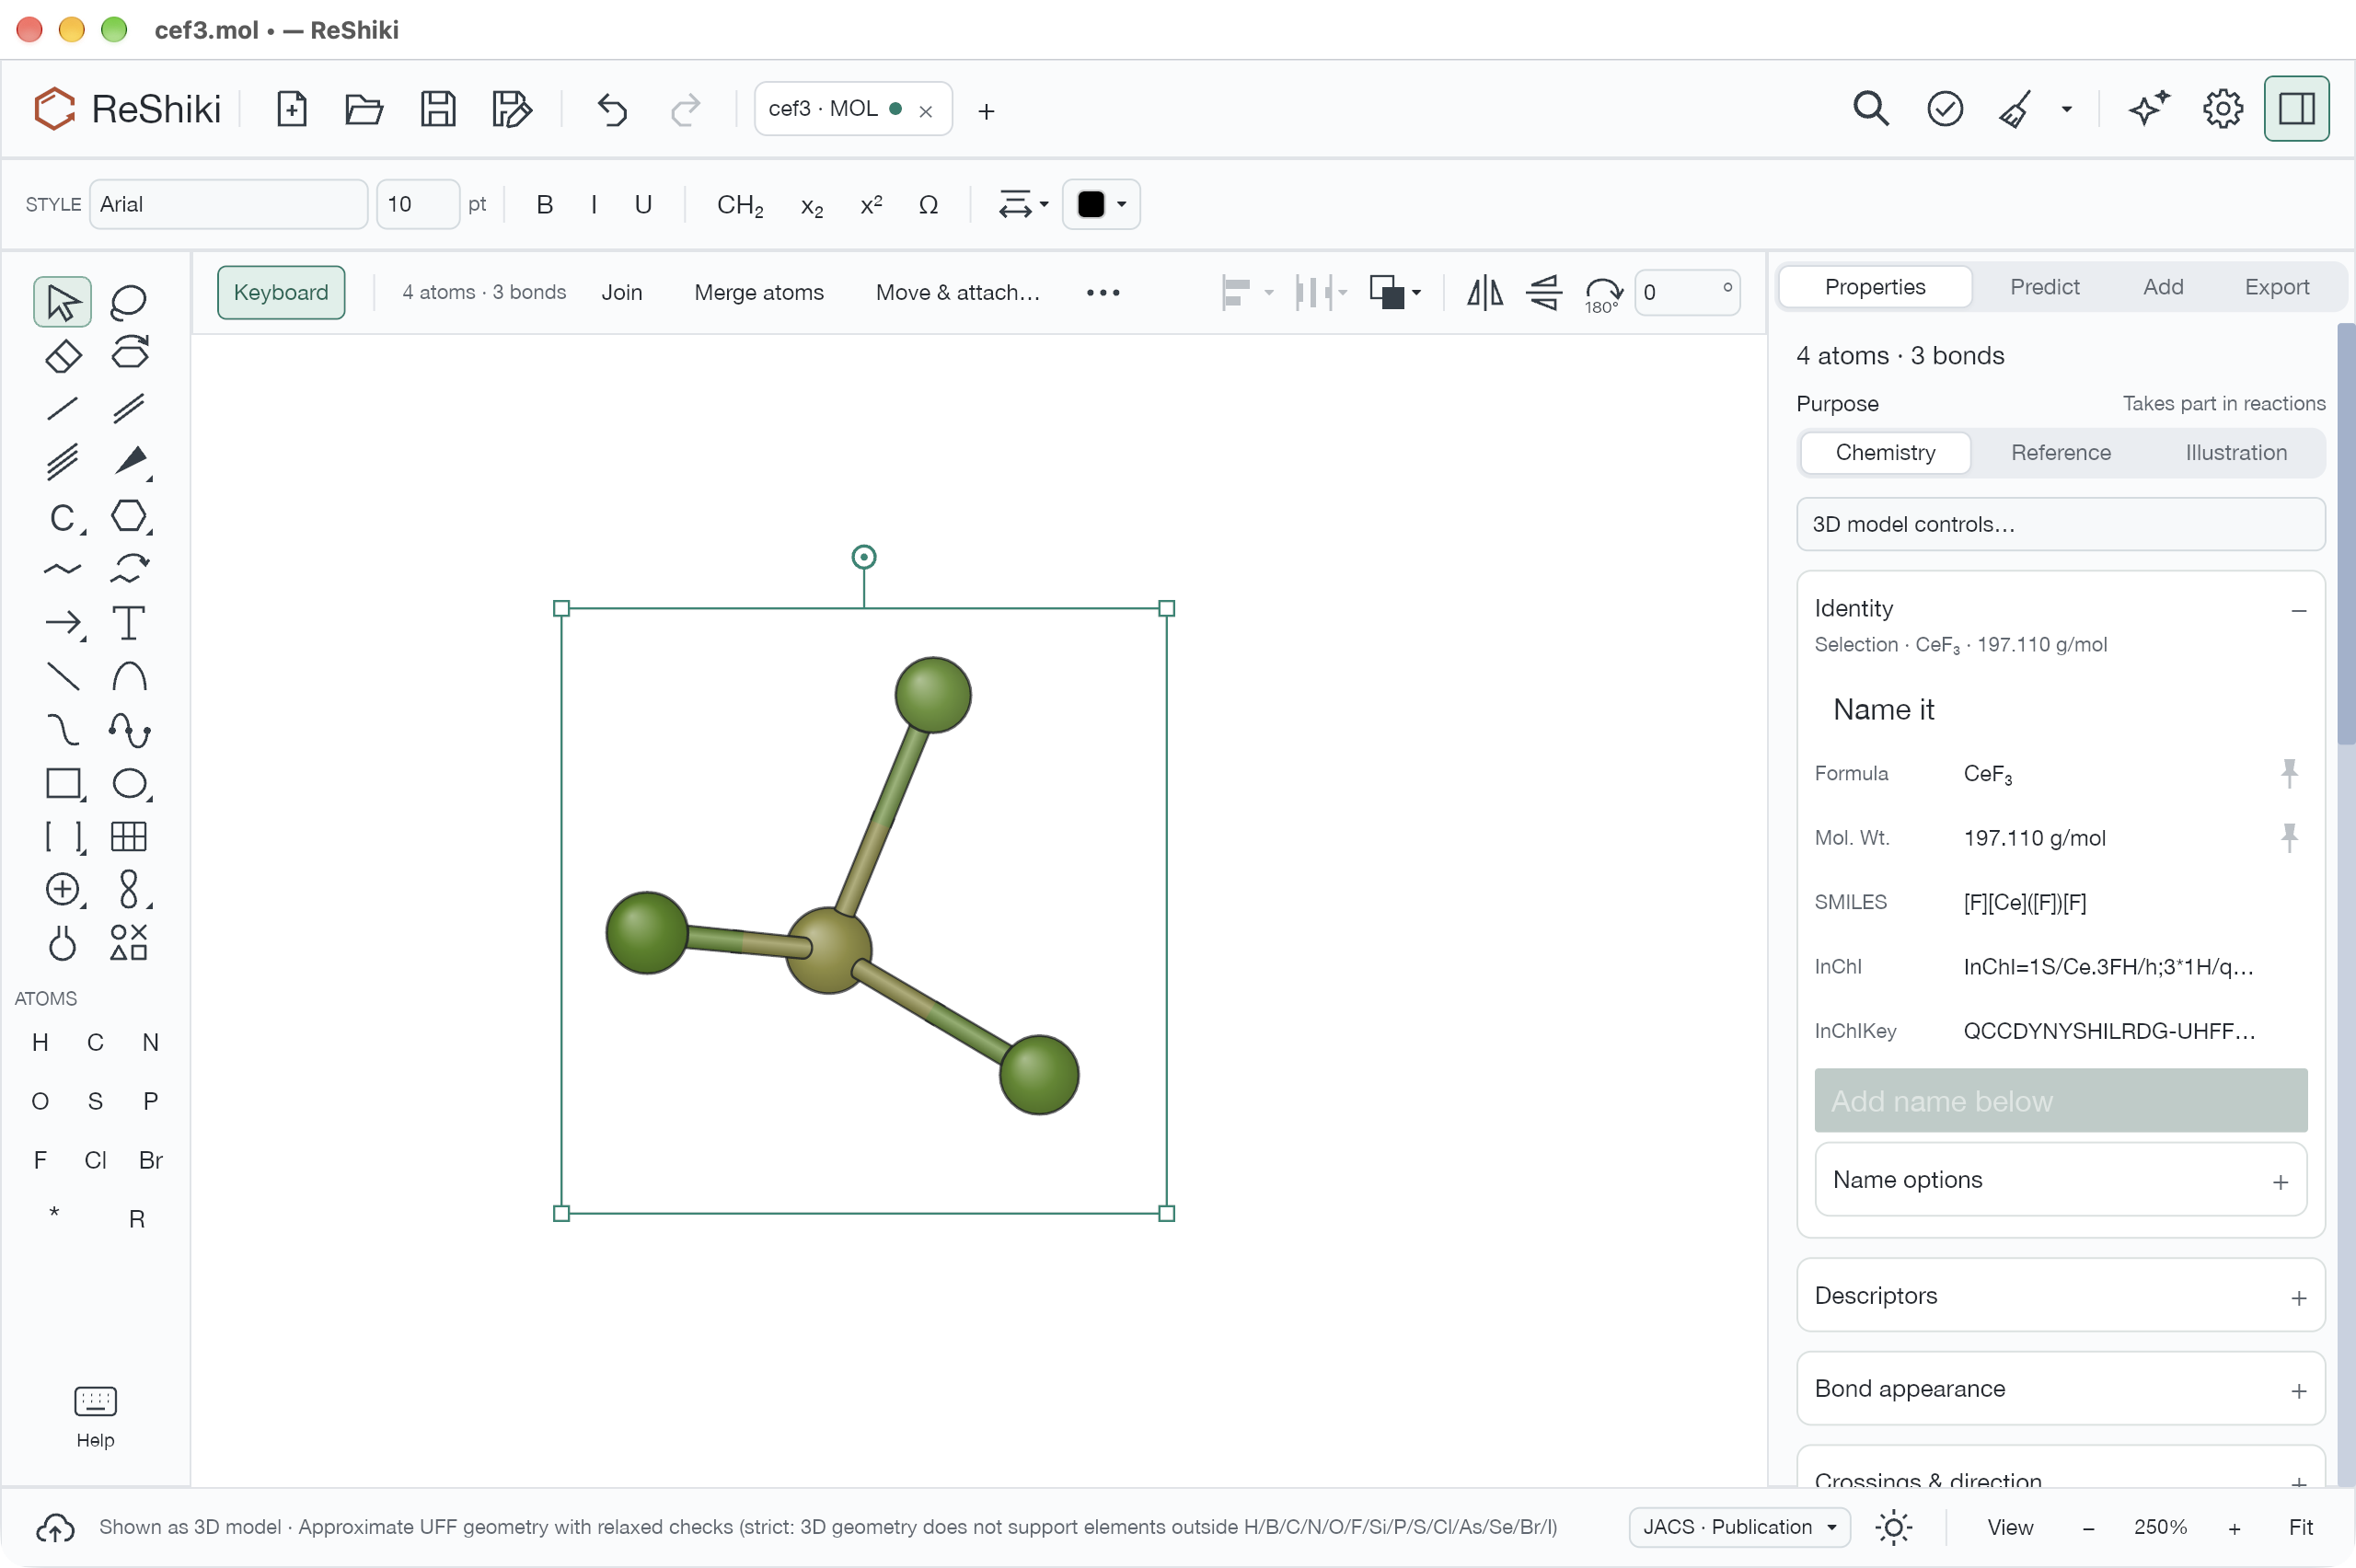 cef3.mol • — ReShiki
ReShiki
cef3 · MOL
STYLE Arial 10 pt B I U CH₂ x₂ x² Ω
Keyboard 4 atoms · 3 bonds Join Merge atoms Move & attach... 180° 0 °
Properties Predict Add Export
4 atoms · 3 bonds
Purpose Takes part in reactions
Chemistry Reference Illustration
3D model controls...
Identity
Selection · CeF₃ · 197.110 g/mol
Name it
Formula CeF₃
Mol. Wt. 197.110 g/mol
SMILES [F][Ce]([F])[F]
InChI InChI=1S/Ce.3FH/h;3*1H/q...
InChIKey QCCDYNYSHILRDG-UHFF...
Add name below
Name options
Descriptors
Bond appearance
Crossings & direction
C
T
ATOMS
H C N
O S P
F Cl Br
* R
Help
Shown as 3D model · Approximate UFF geometry with relaxed checks (strict: 3D geometry does not support elements outside H/B/C/N/O/F/Si/P/S/Cl/As/Se/Br/I)
JACS · Publication View − 250% + Fit